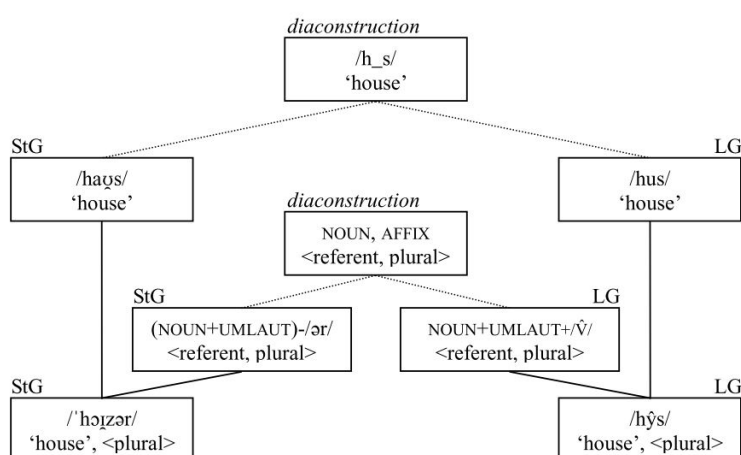 diaconstruction
/h_s/
‘house’
StG
LG
/haʊ̯s/
‘house’
/hus/
‘house’
diaconstruction
NOUN, AFFIX
<referent, plural>
StG
LG
(NOUN+UMLAUT)-/ər/
<referent, plural>
NOUN+UMLAUT+/V̂/
<referent, plural>
StG
LG
/ˈhɔɪ̯zər/
‘house’, <plural>
/hŷs/
‘house’, <plural>